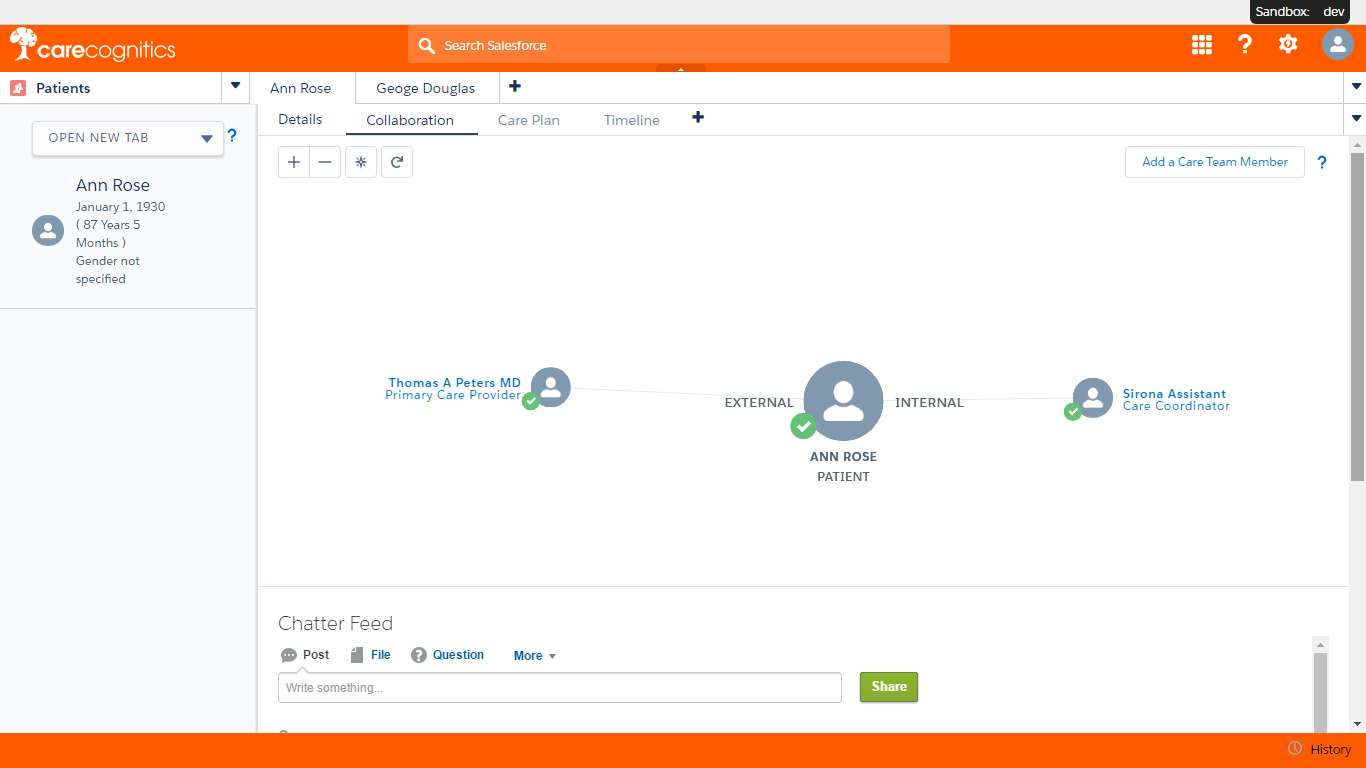 Sandbox: dev
carecognitics
Search Salesforce
Patients
Ann Rose
Geoge Douglas
Details
Collaboration
Care Plan
Timeline
OPEN NEW TAB
?
Ann Rose
January 1, 1930
( 87 Years 5
Months )
Gender not
specified
Add a Care Team Member
?
Thomas A Peters MD
Primary Care Provider
EXTERNAL
INTERNAL
Sirona Assistant
Care Coordinator
ANN ROSE
PATIENT
Chatter Feed
Post
File
Question
More
Write something...
Share
History